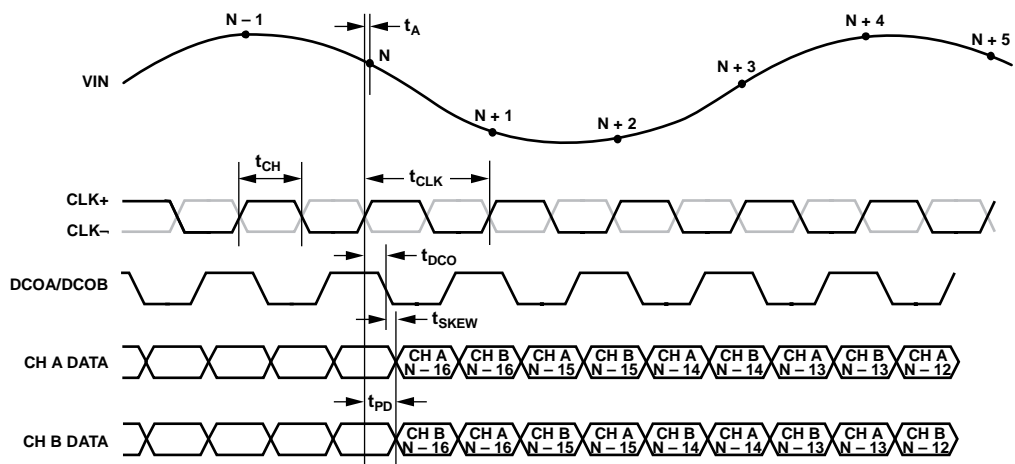 N – 1
tA
N
N + 1
N + 2
N + 3
N + 4
N + 5
VIN
tCH
tCLK
CLK+
CLK–
tDCO
DCOA/DCOB
tSKEW
CH A DATA
CH A CH B CH A CH B CH A CH B CH A CH B CH A
N – 16 N – 16 N – 15 N – 15 N – 14 N – 14 N – 13 N – 13 N – 12
tPD
CH B DATA
CH B CH A CH B CH A CH B CH A CH B CH A CH B
N – 16 N – 16 N – 15 N – 15 N – 14 N – 14 N – 13 N – 13 N – 12